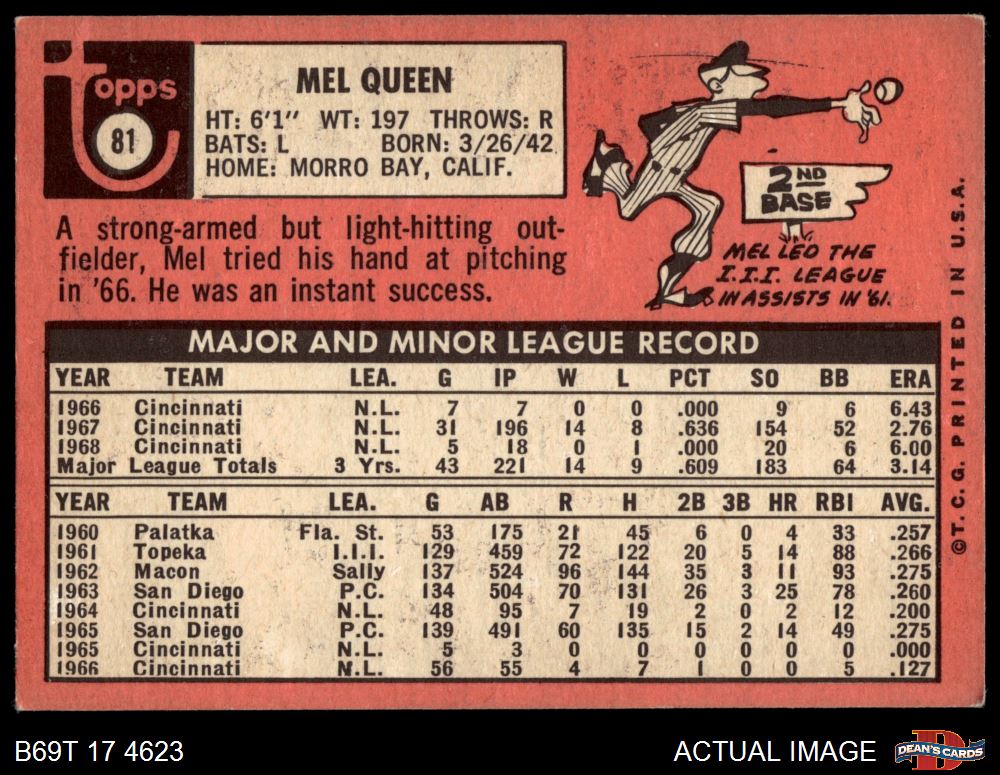 Topps
81
MEL QUEEN
HT: 6'1" WT: 197 THROWS: R
BATS: L BORN: 3/26/42
HOME: MORRO BAY, CALIF.
A strong-armed but light-hitting out-
fielder, Mel tried his hand at pitching
in '66. He was an instant success.
2ND
BASE
MEL LED THE
I.I.I. LEAGUE
IN ASSISTS IN '61.
MAJOR AND MINOR LEAGUE RECORD
YEAR TEAM LEA. G IP W L PCT SO BB ERA
1966 Cincinnati N.L. 7 7 0 0 .000 9 6 6.43
1967 Cincinnati N.L. 31 196 14 8 .636 154 52 2.76
1968 Cincinnati N.L. 5 18 0 1 .000 20 6 6.00
Major League Totals 3 Yrs. 43 221 14 9 .609 183 64 3.14
YEAR TEAM LEA. G AB R H 2B 3B HR RBI AVG.
1960 Palatka Fla. St. 53 175 21 45 6 0 4 33 .257
1961 Topeka I.I.I. 129 459 72 122 20 5 14 88 .266
1962 Macon Sally 137 524 96 144 35 3 11 93 .275
1963 San Diego P.C. 134 504 70 131 26 3 25 78 .260
1964 Cincinnati N.L. 48 95 7 19 2 0 2 12 .200
1965 San Diego P.C. 139 491 60 135 15 2 14 49 .275
1965 Cincinnati N.L. 5 3 0 0 0 0 0 0 .000
1966 Cincinnati N.L. 56 55 4 7 1 0 0 5 .127
©T.C.G. PRINTED IN U.S.A.
B69T 17 4623
ACTUAL IMAGE
D
DEAN'S CARDS